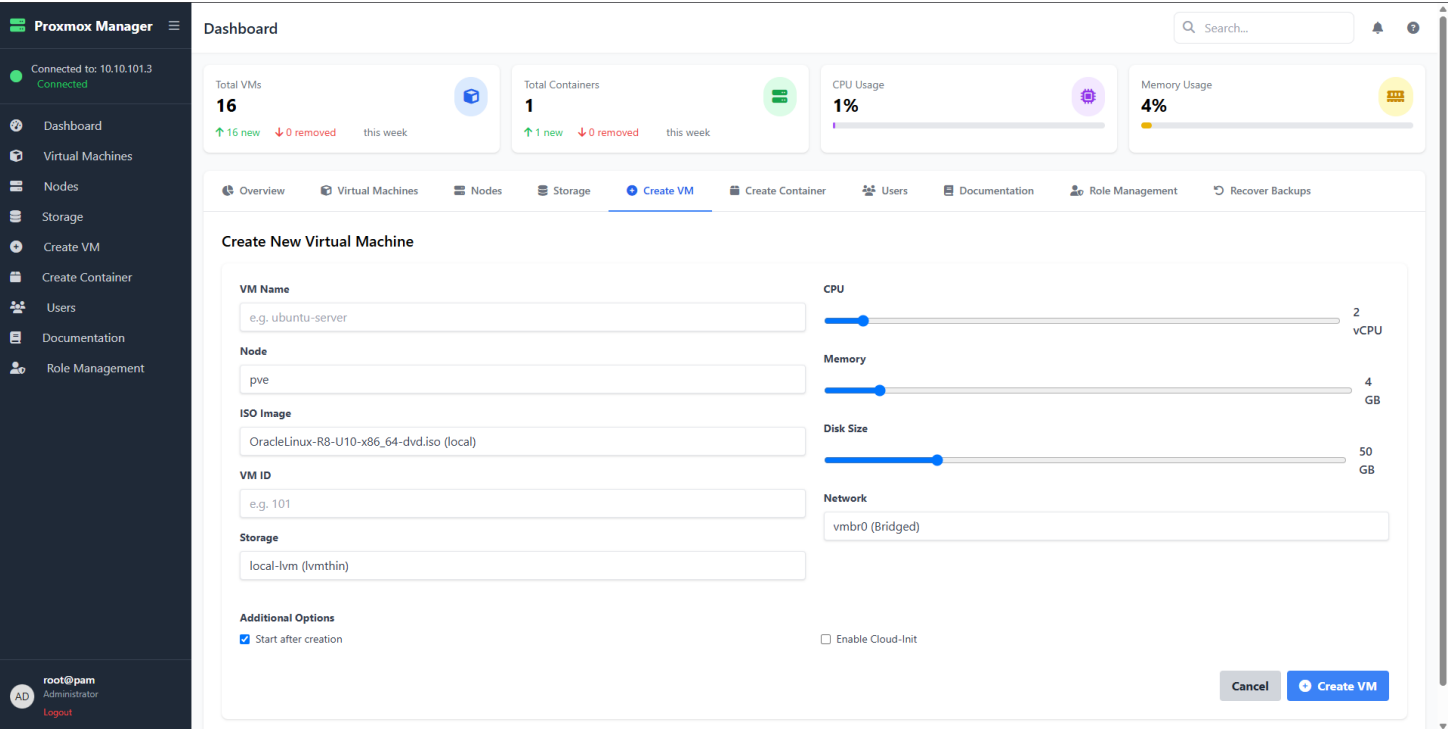 Proxmox Manager
Connected to: 10.10.101.3
Connected
Dashboard
Virtual Machines
Nodes
Storage
Create VM
Create Container
Users
Documentation
Role Management
AD
root@pam
Administrator
Logout
Dashboard
Search...
Total VMs
16
16 new 0 removed this week
Total Containers
1
1 new 0 removed this week
CPU Usage
1%
Memory Usage
4%
Overview Virtual Machines Nodes Storage Create VM Create Container Users Documentation Role Management Recover Backups
Create New Virtual Machine
VM Name
e.g. ubuntu-server
Node
pve
ISO Image
OracleLinux-R8-U10-x86_64-dvd.iso (local)
VM ID
e.g. 101
Storage
local-lvm (lvmthin)
CPU
2
vCPU
Memory
4
GB
Disk Size
50
GB
Network
vmbr0 (Bridged)
Additional Options
Start after creation
Enable Cloud-Init
Cancel
Create VM